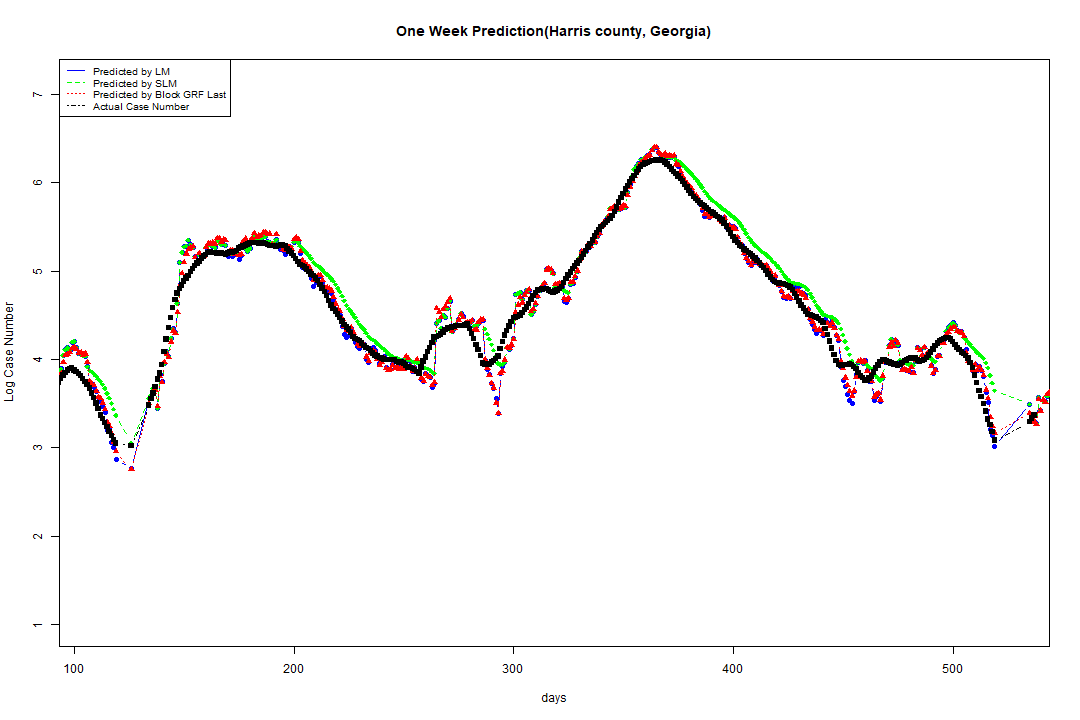 One Week Prediction(Harris county, Georgia)
Predicted by LM
Predicted by SLM
Predicted by Block GRF Last
Actual Case Number
7
6
5
4
3
2
1
Log Case Number
100 200 300 400 500
days